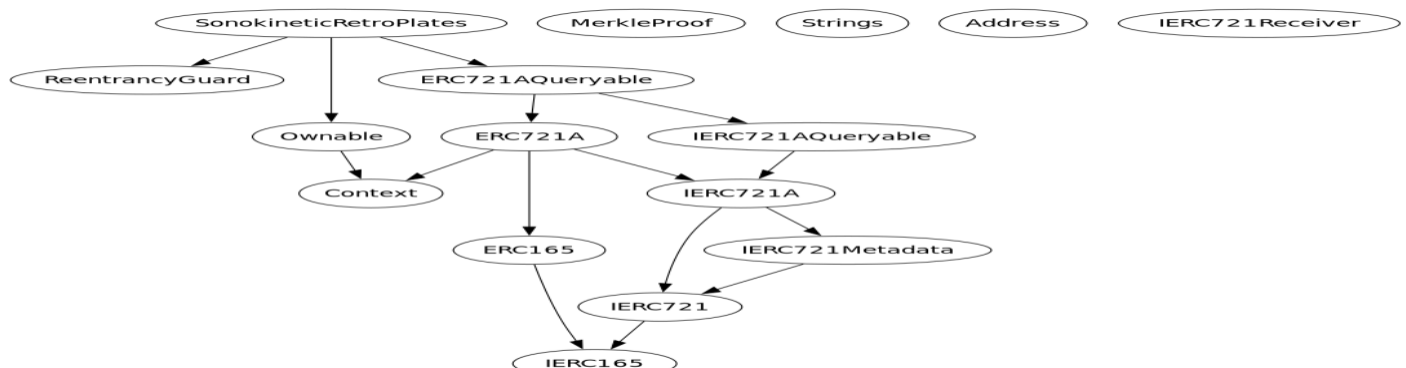 SonokineticRetroPlates MerkleProof Strings Address IERC721Receiver
ReentrancyGuard ERC721AQueryable
Ownable ERC721A IERC721AQueryable
Context IERC721A
ERC165 IERC721Metadata
IERC721
IERC165